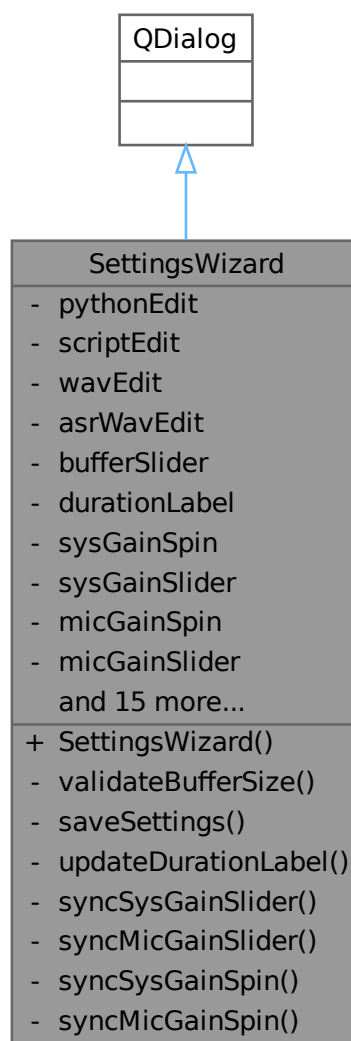 QDialog
SettingsWizard
- pythonEdit
- scriptEdit
- wavEdit
- asrWavEdit
- bufferSlider
- durationLabel
- sysGainSpin
- sysGainSlider
- micGainSpin
- micGainSlider
and 15 more...
+ SettingsWizard()
- validateBufferSize()
- saveSettings()
- updateDurationLabel()
- syncSysGainSlider()
- syncMicGainSlider()
- syncSysGainSpin()
- syncMicGainSpin()